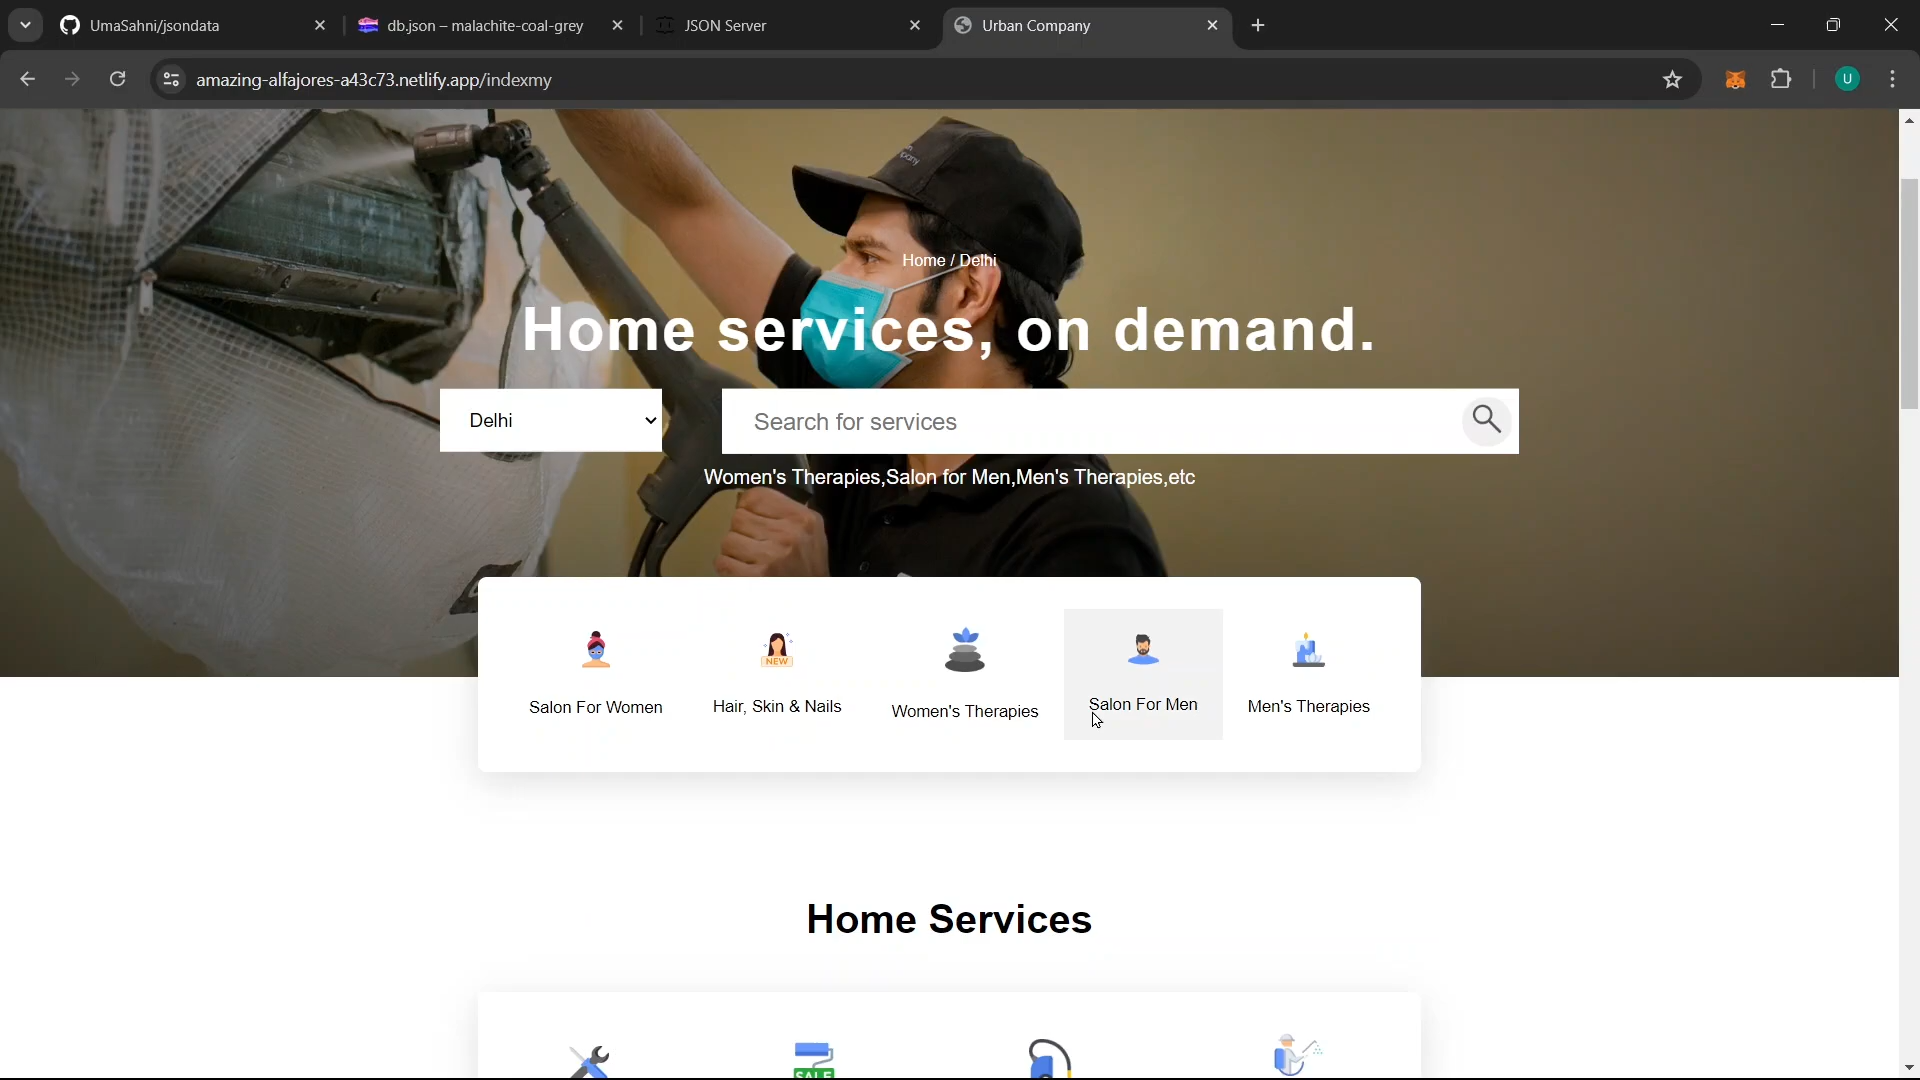 UmaSahni/jsondata
db.json – malachite-coal-grey
JSON Server
Urban Company
amazing-alfajores-a43c73.netlify.app/indexmy
U
Home / Delhi
Home services, on demand.
Delhi
Search for services
Women's Therapies,Salon for Men,Men's Therapies,etc
NEW
Salon For Women
Hair, Skin & Nails
Women's Therapies
Salon For Men
Men's Therapies
Home Services
SALE